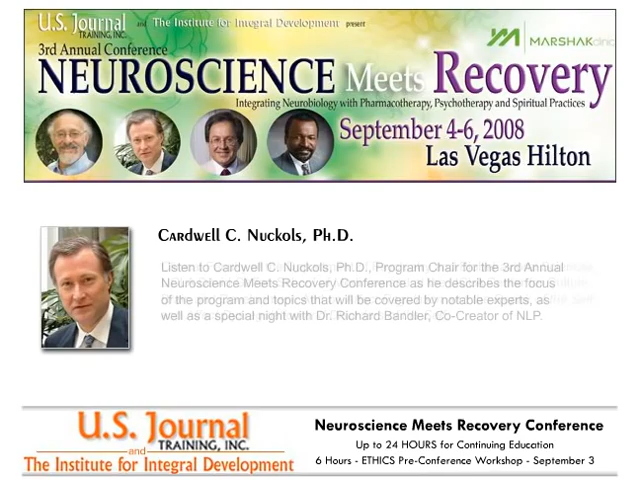 U.S. Journal TRAINING, INC. and The Institute for Integral Development present
3rd Annual Conference
MARSHAKclinic
NEUROSCIENCE Meets Recovery
Integrating Neurobiology with Pharmacotherapy, Psychotherapy and Spiritual Practices
September 4-6, 2008
Las Vegas Hilton
Cardwell C. Nuckols, Ph.D.
Listen to Cardwell C. Nuckols, Ph.D., Program Chair for the 3rd Annual
Neuroscience Meets Recovery Conference as he describes the focus
of the program and topics that will be covered by notable experts, as
well as a special night with Dr. Richard Bandler, Co-Creator of NLP.
U.S. Journal
TRAINING, INC.
and
The Institute for Integral Development
Neuroscience Meets Recovery Conference
Up to 24 HOURS for Continuing Education
6 Hours - ETHICS Pre-Conference Workshop - September 3